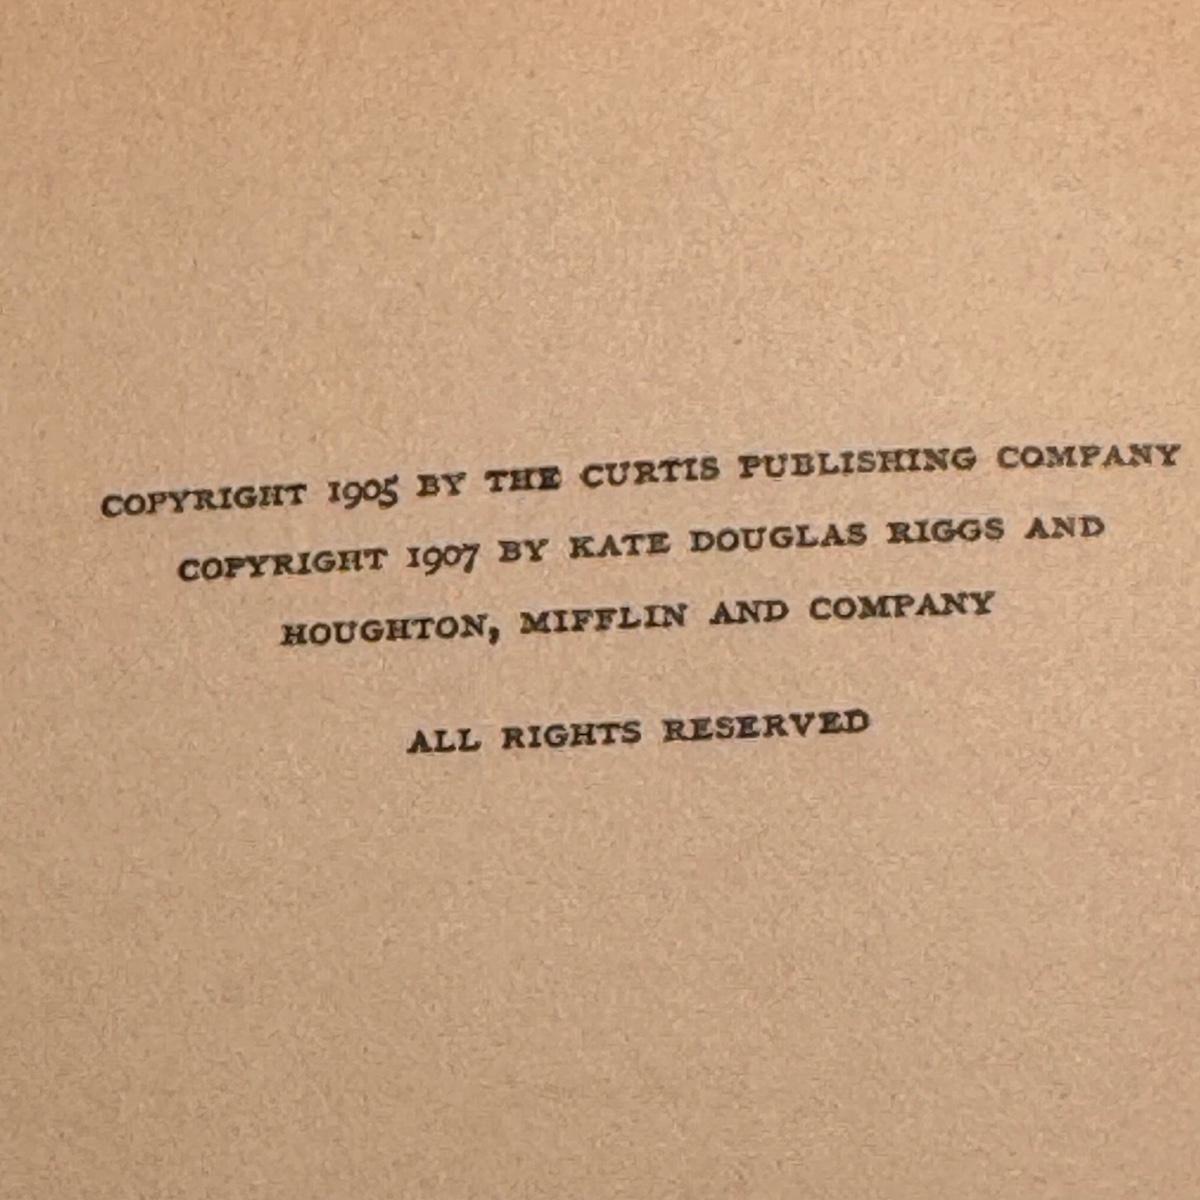 COPYRIGHT 1905 BY THE CURTIS PUBLISHING COMPANY
COPYRIGHT 1907 BY KATE DOUGLAS RIGGS AND
HOUGHTON, MIFFLIN AND COMPANY
ALL RIGHTS RESERVED